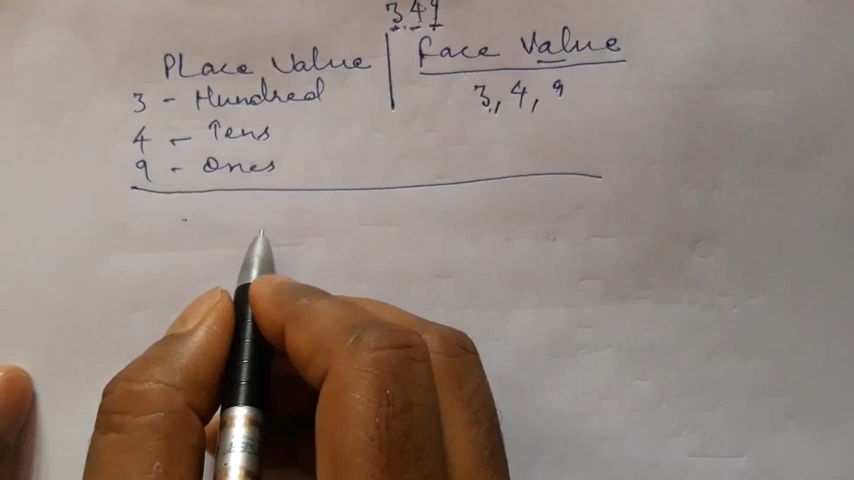 349
Place Value
Face Value
3 - Hundred
3, 4, 9
4 - Tens
9 - Ones